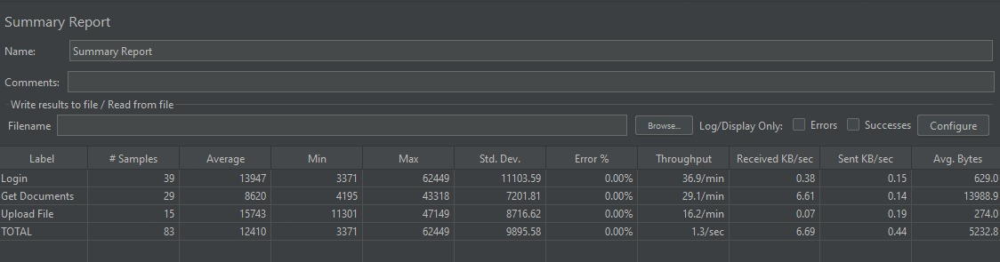 Summary Report
Name: Summary Report
Comments:
Write results to file / Read from file
Filename Browse... Log/Display Only: Errors Successes Configure
Label # Samples Average Min Max Std. Dev. Error % Throughput Received KB/sec Sent KB/sec Avg. Bytes
Login 39 13947 3371 62449 11103.59 0.00% 36.9/min 0.38 0.15 629.0
Get Documents 29 8620 4195 43318 7201.81 0.00% 29.1/min 6.61 0.14 13988.9
Upload File 15 15743 11301 47149 8716.62 0.00% 16.2/min 0.07 0.19 274.0
TOTAL 83 12410 3371 62449 9895.58 0.00% 1.3/sec 6.69 0.44 5232.8